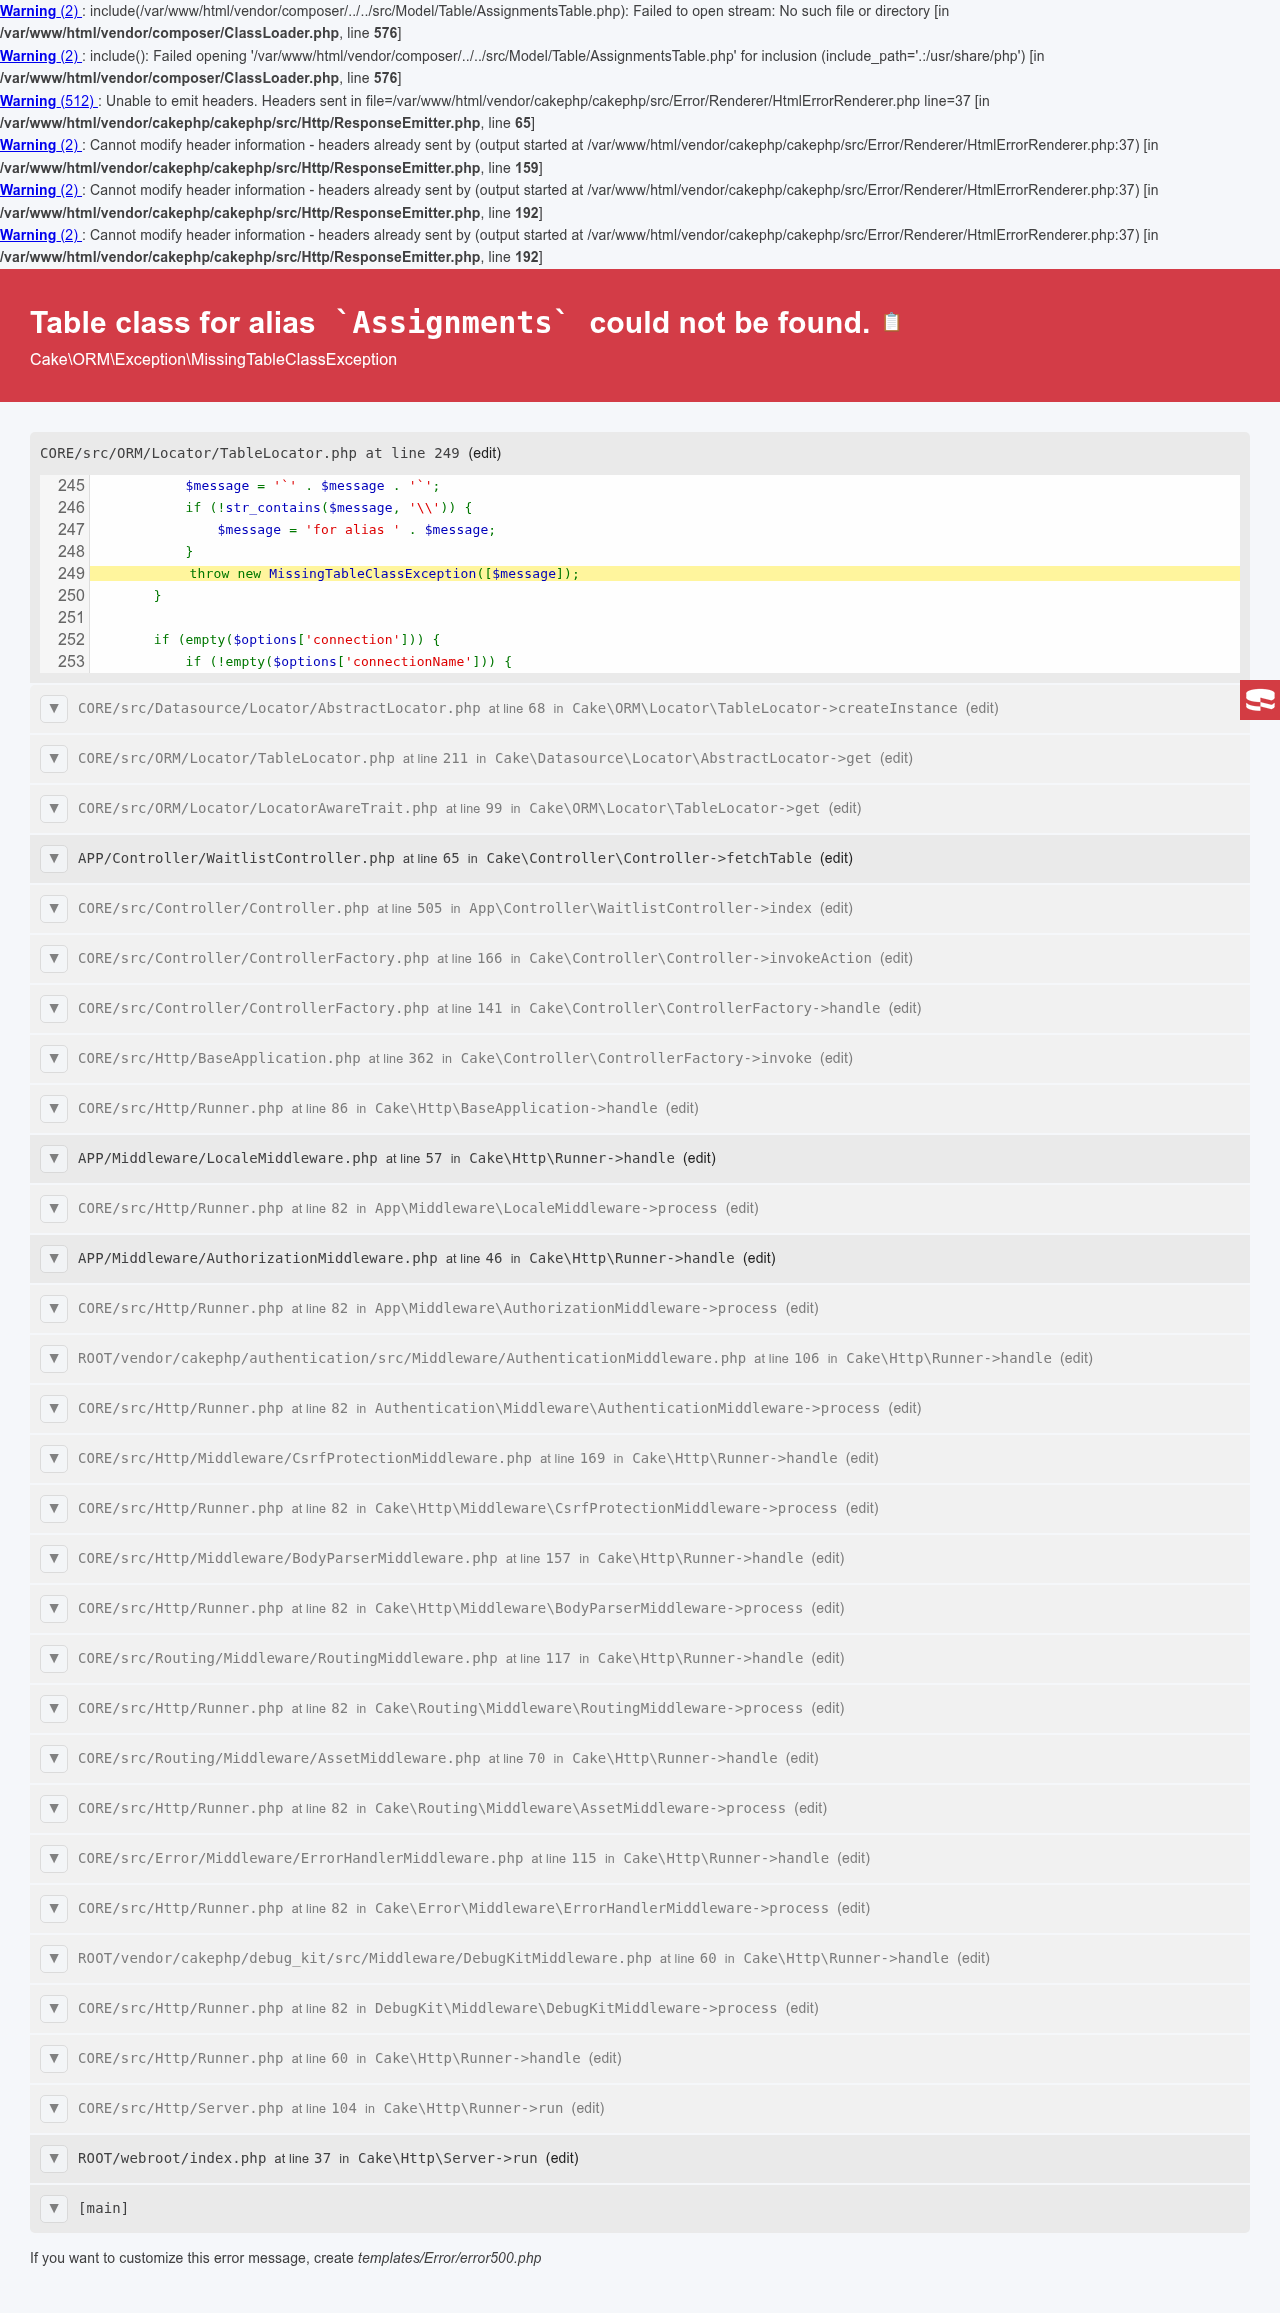 Warning (2) : include(/var/www/html/vendor/composer/../../src/Model/Table/AssignmentsTable.php): Failed to open stream: No such file or directory [in
/var/www/html/vendor/composer/ClassLoader.php, line 576]
Warning (2) : include(): Failed opening '/var/www/html/vendor/composer/../../src/Model/Table/AssignmentsTable.php' for inclusion (include_path='.:/usr/share/php') [in
/var/www/html/vendor/composer/ClassLoader.php, line 576]
Warning (512) : Unable to emit headers. Headers sent in file=/var/www/html/vendor/cakephp/cakephp/src/Error/Renderer/HtmlErrorRenderer.php line=37 [in
/var/www/html/vendor/cakephp/cakephp/src/Http/ResponseEmitter.php, line 65]
Warning (2) : Cannot modify header information - headers already sent by (output started at /var/www/html/vendor/cakephp/cakephp/src/Error/Renderer/HtmlErrorRenderer.php:37) [in
/var/www/html/vendor/cakephp/cakephp/src/Http/ResponseEmitter.php, line 159]
Warning (2) : Cannot modify header information - headers already sent by (output started at /var/www/html/vendor/cakephp/cakephp/src/Error/Renderer/HtmlErrorRenderer.php:37) [in
/var/www/html/vendor/cakephp/cakephp/src/Http/ResponseEmitter.php, line 192]
Warning (2) : Cannot modify header information - headers already sent by (output started at /var/www/html/vendor/cakephp/cakephp/src/Error/Renderer/HtmlErrorRenderer.php:37) [in
/var/www/html/vendor/cakephp/cakephp/src/Http/ResponseEmitter.php, line 192]
Table class for alias `Assignments` could not be found. 📋
Cake\ORM\Exception\MissingTableClassException
CORE/src/ORM/Locator/TableLocator.php at line 249 (edit)
245 $message = '`' . $message . '`';
246 if (!str_contains($message, '\\')) {
247 $message = 'for alias ' . $message;
248 }
249 throw new MissingTableClassException([$message]);
250 }
251
252 if (empty($options['connection'])) {
253 if (!empty($options['connectionName'])) {
▼ CORE/src/Datasource/Locator/AbstractLocator.php at line 68 in Cake\ORM\Locator\TableLocator->createInstance (edit)
▼ CORE/src/ORM/Locator/TableLocator.php at line 211 in Cake\Datasource\Locator\AbstractLocator->get (edit)
▼ CORE/src/ORM/Locator/LocatorAwareTrait.php at line 99 in Cake\ORM\Locator\TableLocator->get (edit)
▼ APP/Controller/WaitlistController.php at line 65 in Cake\Controller\Controller->fetchTable (edit)
▼ CORE/src/Controller/Controller.php at line 505 in App\Controller\WaitlistController->index (edit)
▼ CORE/src/Controller/ControllerFactory.php at line 166 in Cake\Controller\Controller->invokeAction (edit)
▼ CORE/src/Controller/ControllerFactory.php at line 141 in Cake\Controller\ControllerFactory->handle (edit)
▼ CORE/src/Http/BaseApplication.php at line 362 in Cake\Controller\ControllerFactory->invoke (edit)
▼ CORE/src/Http/Runner.php at line 86 in Cake\Http\BaseApplication->handle (edit)
▼ APP/Middleware/LocaleMiddleware.php at line 57 in Cake\Http\Runner->handle (edit)
▼ CORE/src/Http/Runner.php at line 82 in App\Middleware\LocaleMiddleware->process (edit)
▼ APP/Middleware/AuthorizationMiddleware.php at line 46 in Cake\Http\Runner->handle (edit)
▼ CORE/src/Http/Runner.php at line 82 in App\Middleware\AuthorizationMiddleware->process (edit)
▼ ROOT/vendor/cakephp/authentication/src/Middleware/AuthenticationMiddleware.php at line 106 in Cake\Http\Runner->handle (edit)
▼ CORE/src/Http/Runner.php at line 82 in Authentication\Middleware\AuthenticationMiddleware->process (edit)
▼ CORE/src/Http/Middleware/CsrfProtectionMiddleware.php at line 169 in Cake\Http\Runner->handle (edit)
▼ CORE/src/Http/Runner.php at line 82 in Cake\Http\Middleware\CsrfProtectionMiddleware->process (edit)
▼ CORE/src/Http/Middleware/BodyParserMiddleware.php at line 157 in Cake\Http\Runner->handle (edit)
▼ CORE/src/Http/Runner.php at line 82 in Cake\Http\Middleware\BodyParserMiddleware->process (edit)
▼ CORE/src/Routing/Middleware/RoutingMiddleware.php at line 117 in Cake\Http\Runner->handle (edit)
▼ CORE/src/Http/Runner.php at line 82 in Cake\Routing\Middleware\RoutingMiddleware->process (edit)
▼ CORE/src/Routing/Middleware/AssetMiddleware.php at line 70 in Cake\Http\Runner->handle (edit)
▼ CORE/src/Http/Runner.php at line 82 in Cake\Routing\Middleware\AssetMiddleware->process (edit)
▼ CORE/src/Error/Middleware/ErrorHandlerMiddleware.php at line 115 in Cake\Http\Runner->handle (edit)
▼ CORE/src/Http/Runner.php at line 82 in Cake\Error\Middleware\ErrorHandlerMiddleware->process (edit)
▼ ROOT/vendor/cakephp/debug_kit/src/Middleware/DebugKitMiddleware.php at line 60 in Cake\Http\Runner->handle (edit)
▼ CORE/src/Http/Runner.php at line 82 in DebugKit\Middleware\DebugKitMiddleware->process (edit)
▼ CORE/src/Http/Runner.php at line 60 in Cake\Http\Runner->handle (edit)
▼ CORE/src/Http/Server.php at line 104 in Cake\Http\Runner->run (edit)
▼ ROOT/webroot/index.php at line 37 in Cake\Http\Server->run (edit)
▼ [main]
If you want to customize this error message, create templates/Error/error500.php